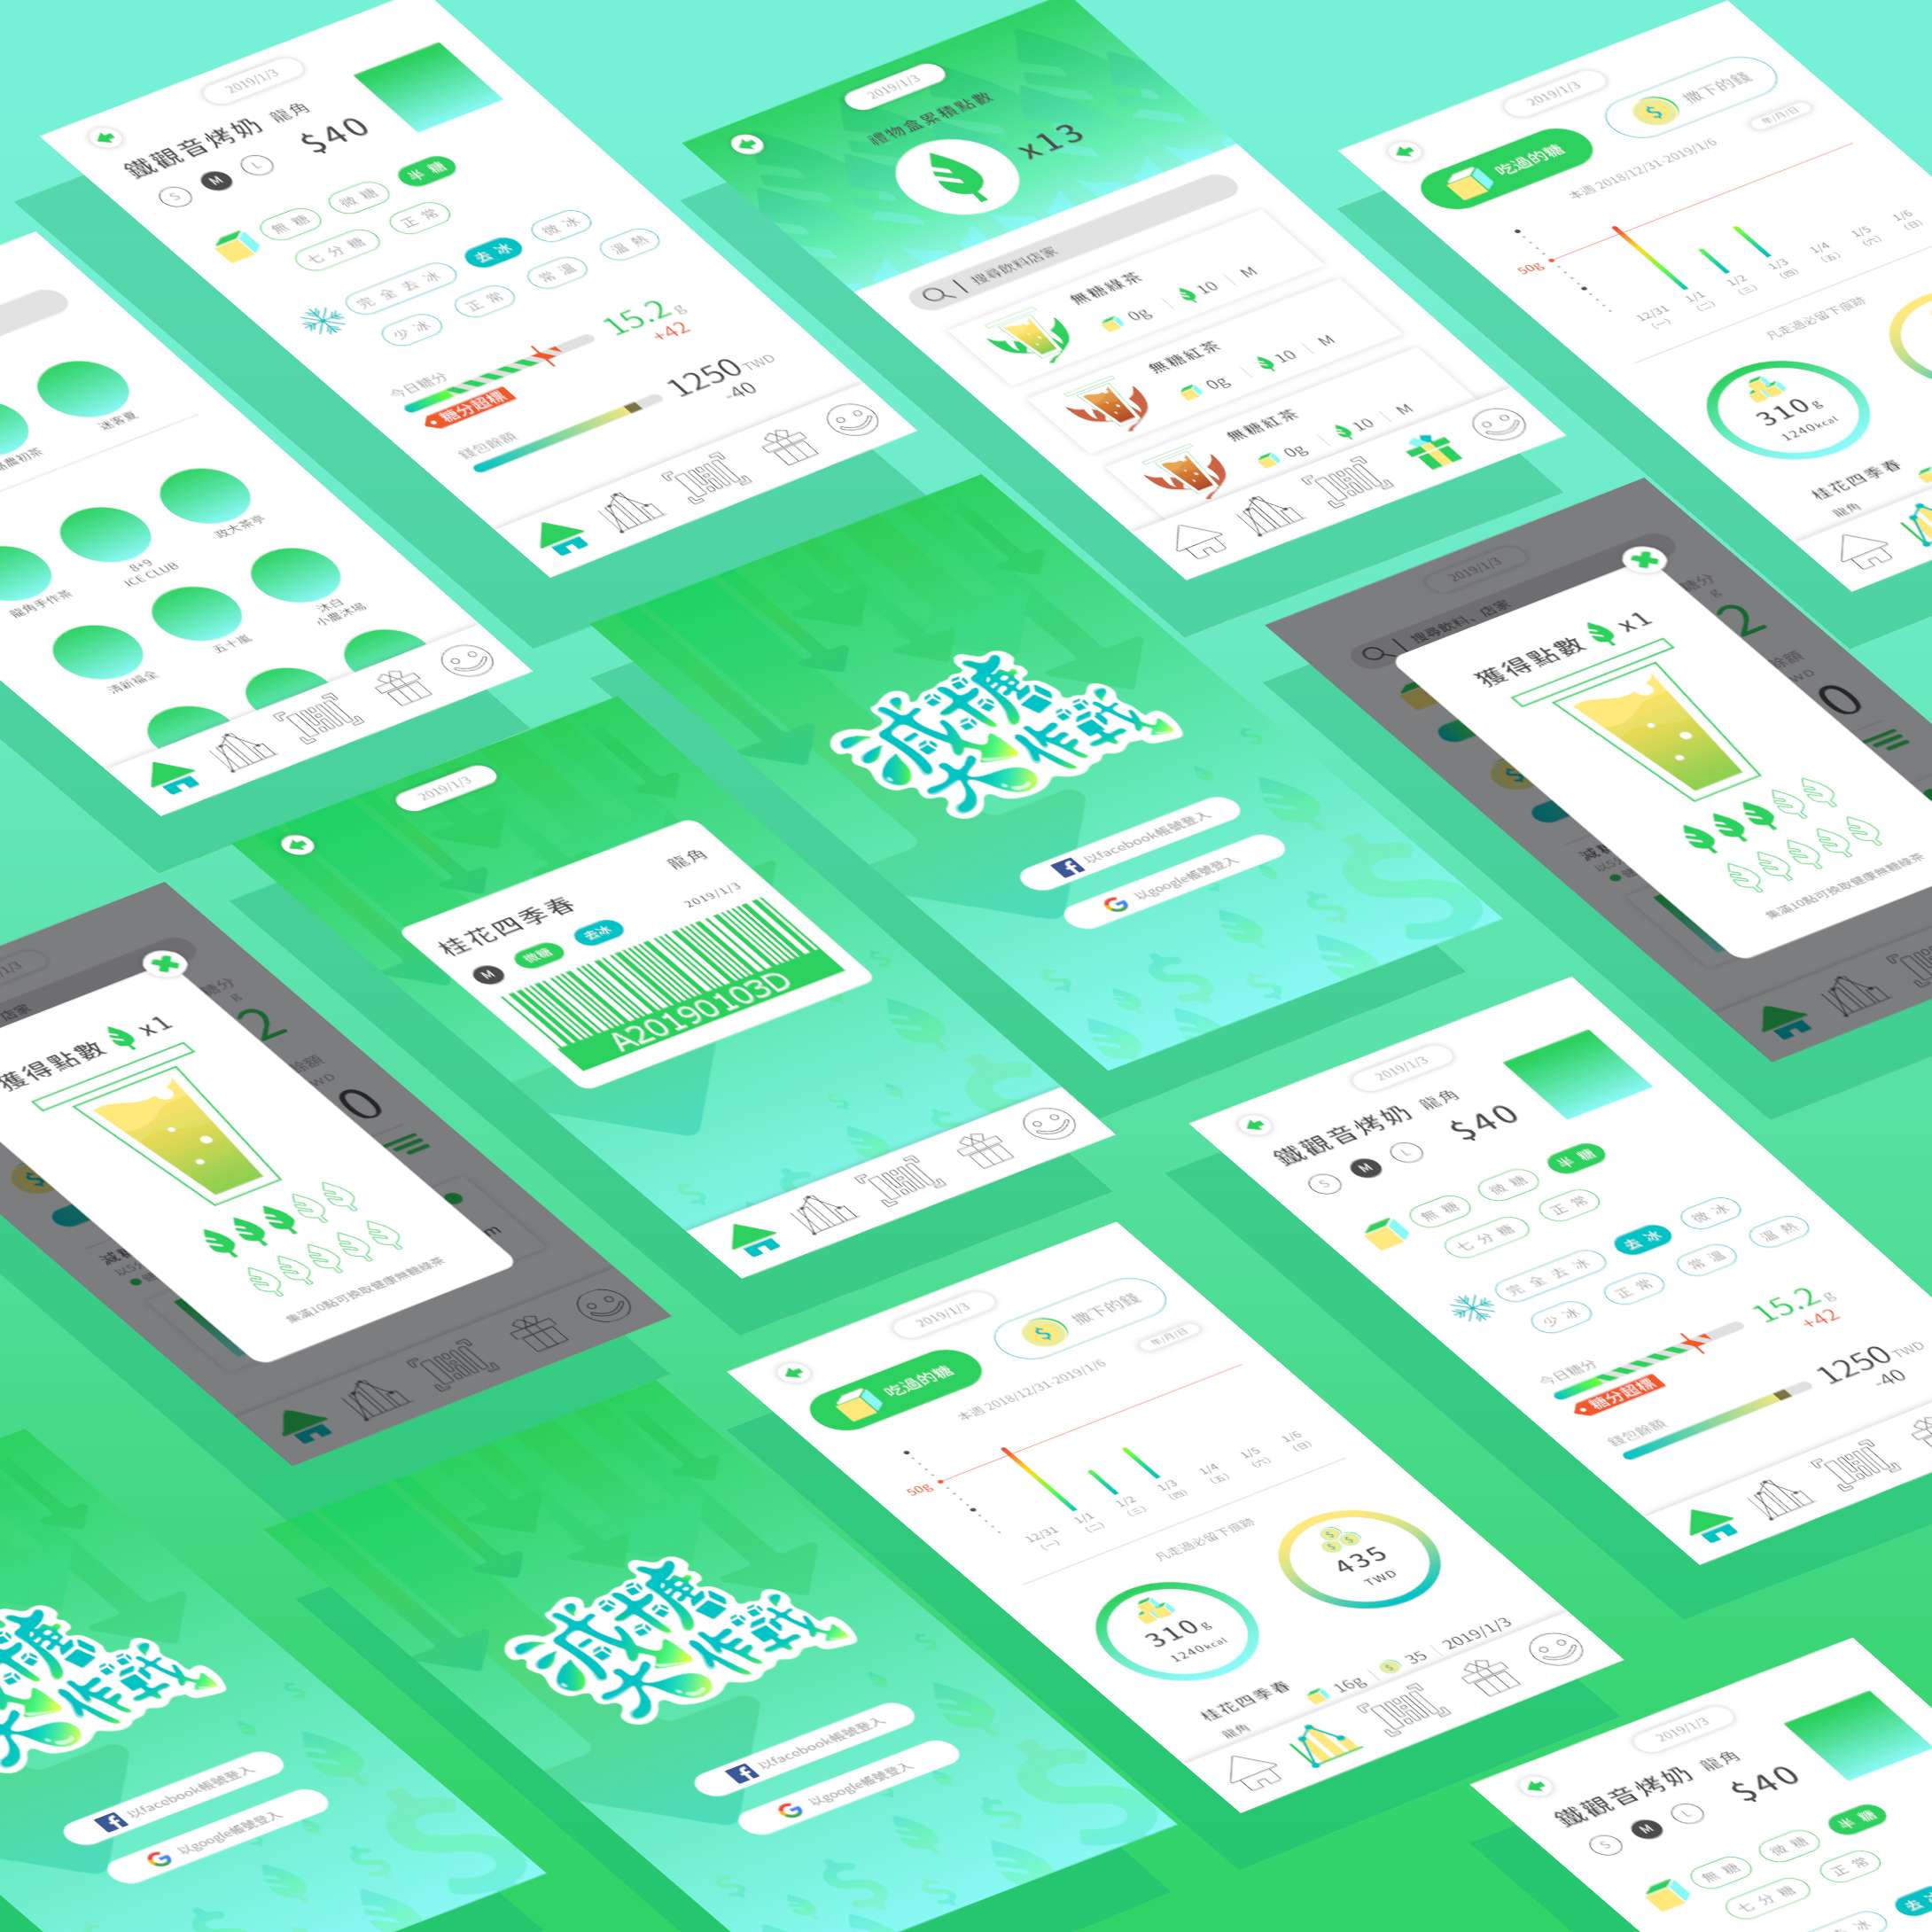 2019/1/3
鐵觀音烤奶 龍角
$40
S M L
無糖 微糖 半糖
七分糖 正常
完全去冰 去冰 微冰
少冰 正常 常溫 溫熱
今日糖分
15.2 g
+42
糖分超標
錢包餘額
1250 TWD
-40
2019/1/3
禮物盒累積點數
x13
搜尋飲料店家
無糖綠茶
0g | 10 | M
無糖紅茶
0g | 10 | M
無糖紅茶
0g | 10 | M
2019/1/3
吃過的糖
撒下的錢
本週 2018/12/31-2019/1/6
年/月/日
50g
12/31 1/1 1/2 1/3 1/4 1/5 1/6
(一) (二) (三) (四) (五) (六) (日)
凡走過必留下痕跡
310 g
1240kcal
桂花四季春
龍角
迷客夏
政大茶亭
8+9
ICE CLUB
龍角手作茶
沐白
小農沐場
五十嵐
清新福全
減糖
大作戰
以facebook帳號登入
以google帳號登入
2019/1/3
搜尋飲料、店家
獲得點數 x1
集滿10點可換取健康無糖綠茶
2019/1/3
龍角
桂花四季春
2019/1/3
M 微糖 去冰
A20190103D
店家
獲得點數 x1
集滿10點可換取健康無糖綠茶
2019/1/3
鐵觀音烤奶 龍角
$40
S M L
無糖 微糖 半糖
七分糖 正常
完全去冰 去冰 微冰
少冰 正常 常溫 溫熱
今日糖分
15.2 g
+42
糖分超標
錢包餘額
1250 TWD
-40
2019/1/3
吃過的糖
撒下的錢
本週 2018/12/31-2019/1/6
年/月/日
50g
12/31 1/1 1/2 1/3 1/4 1/5 1/6
(一) (二) (三) (四) (五) (六) (日)
凡走過必留下痕跡
310 g
1240kcal
435
TWD
桂花四季春
龍角
16g | 35 | 2019/1/3
減糖
大作戰
以facebook帳號登入
以google帳號登入
糖
大作戰
以facebook帳號登入
以google帳號登入
2019/1/3
鐵觀音烤奶 龍角
$40
S M L
無糖 微糖 半糖
七分糖 正常